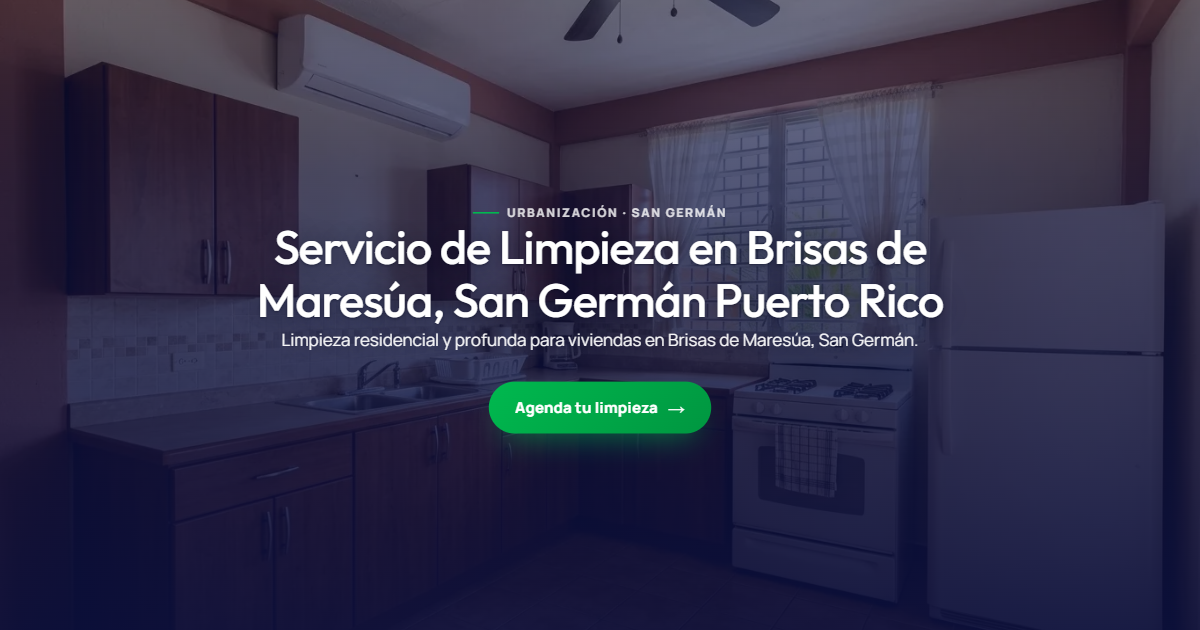 URBANIZACIÓN · SAN GERMÁN
Servicio de Limpieza en Brisas de
Maresúa, San Germán Puerto Rico
Limpieza residencial y profunda para viviendas en Brisas de Maresúa, San Germán.
Agenda tu limpieza →